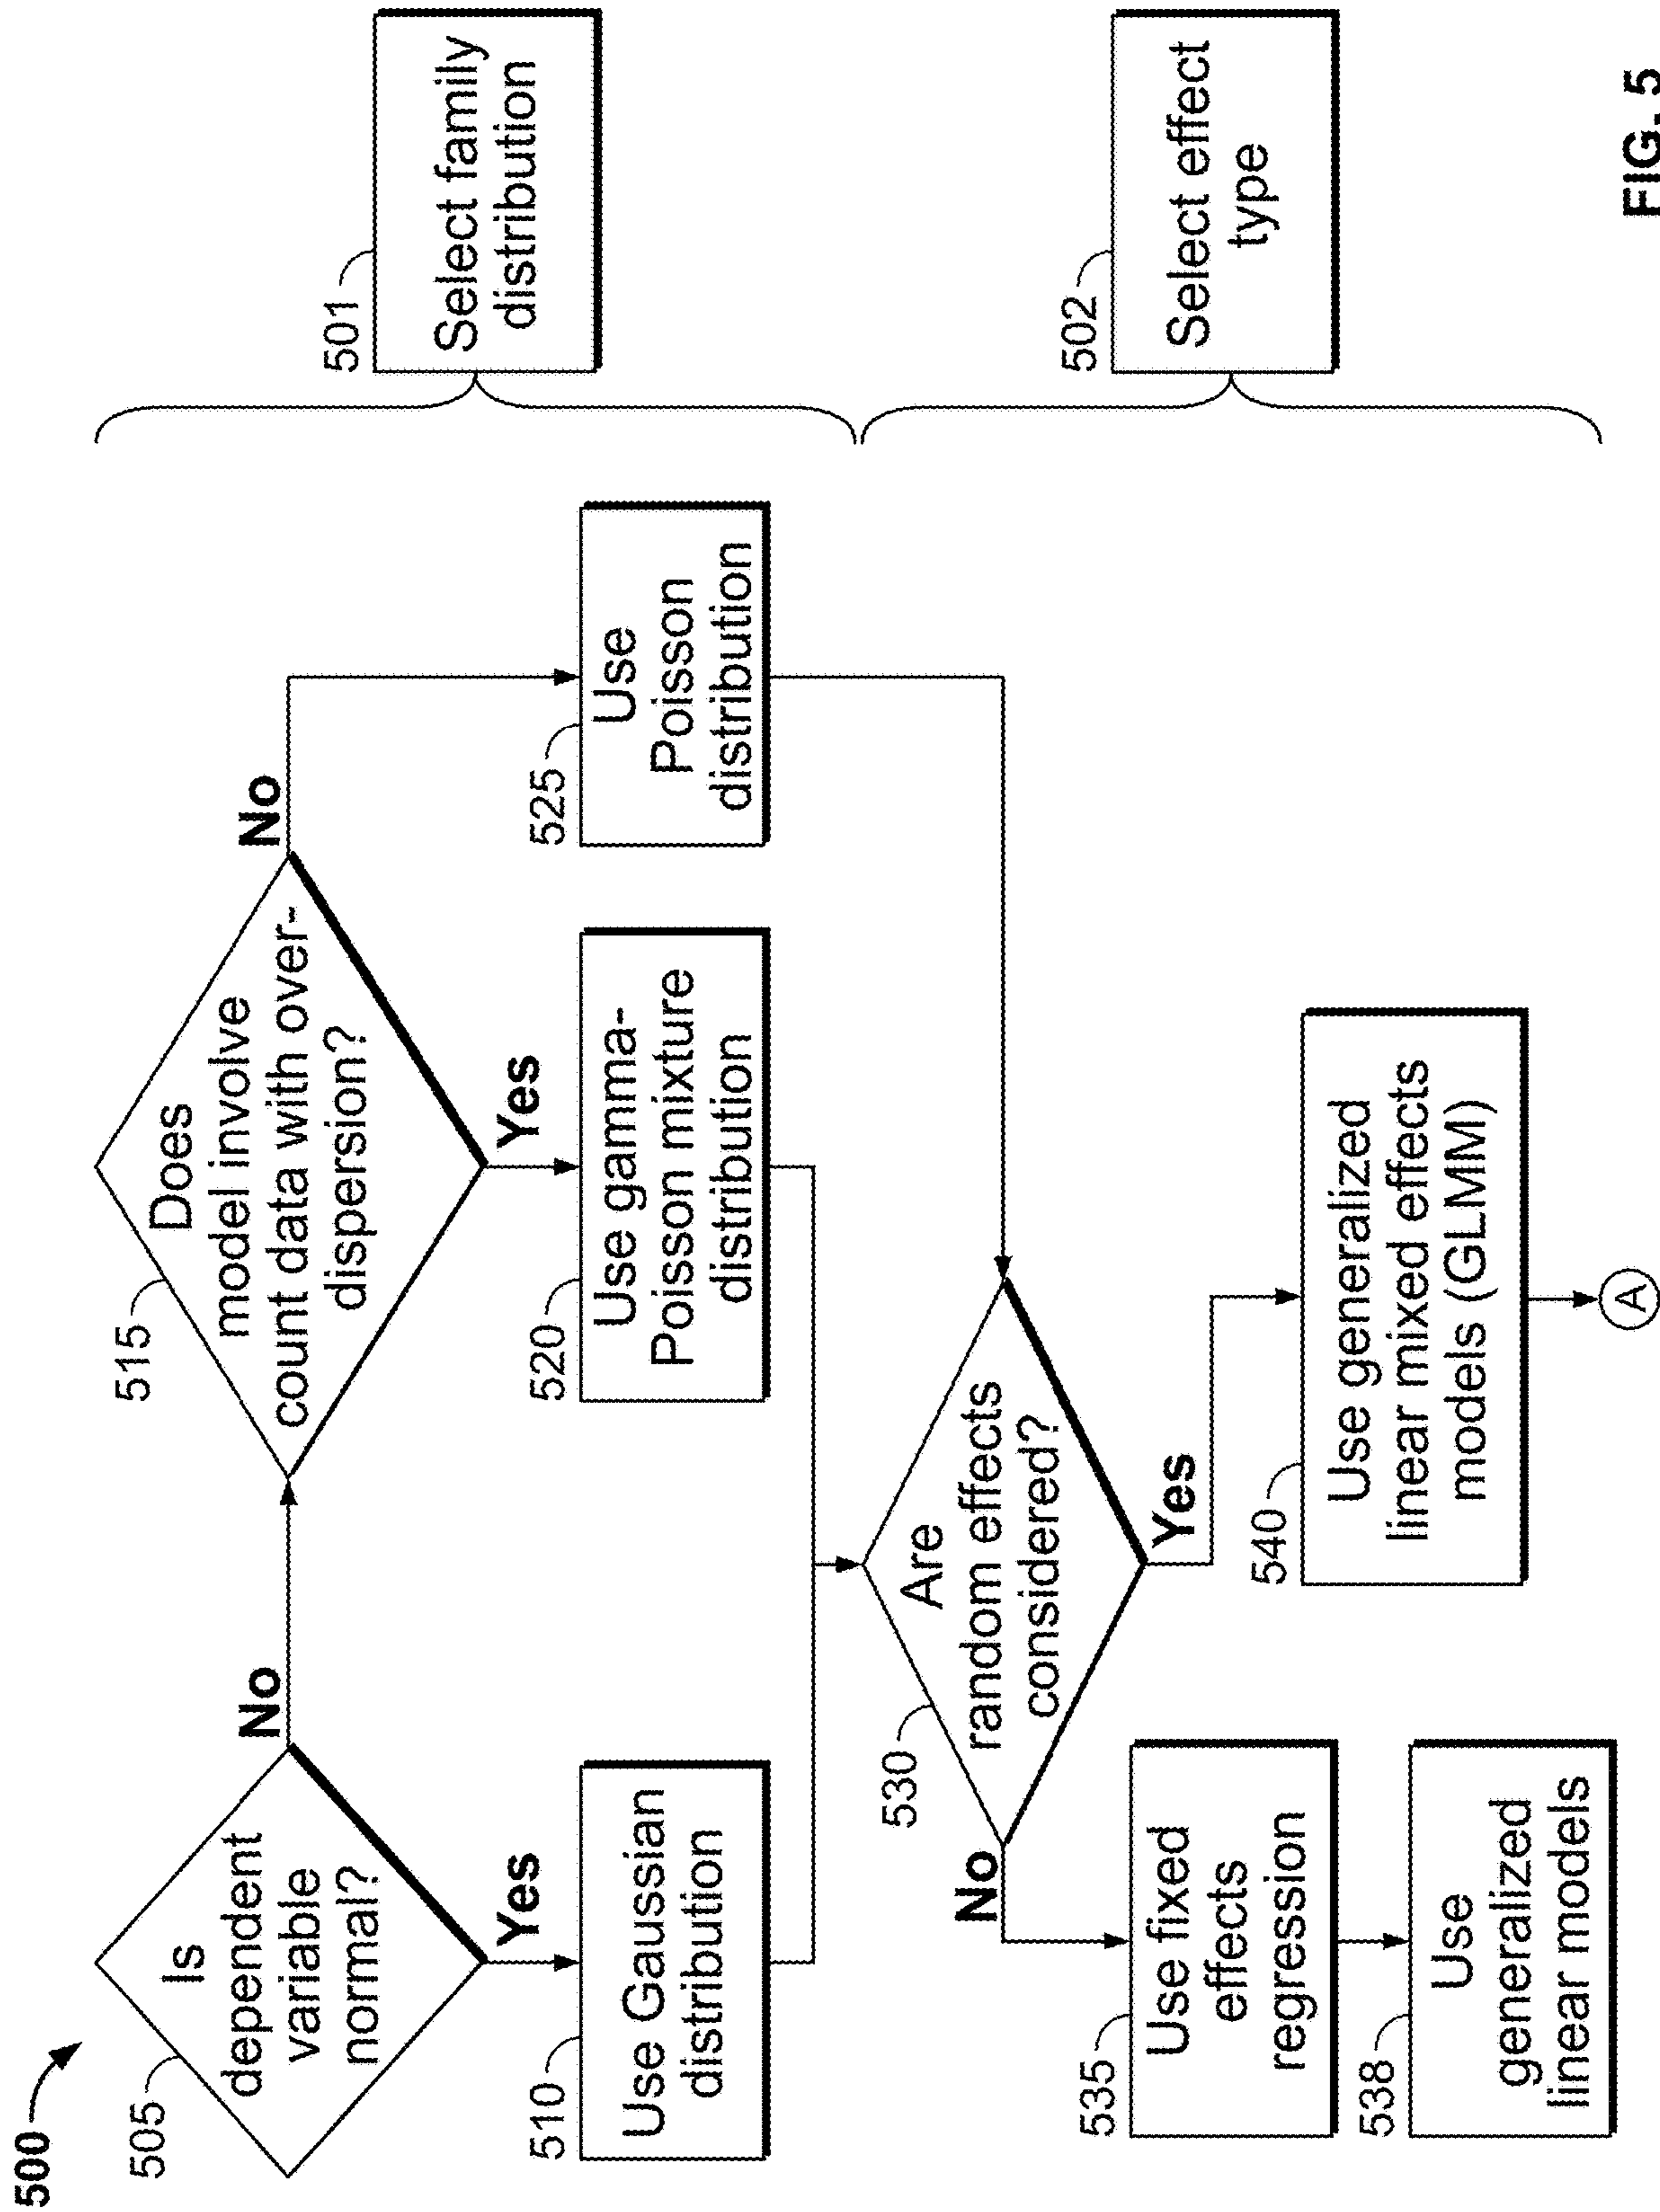 500
505
Is
dependent
variable
normal?
No
Yes
515
Does
model involve
count data with over-
dispersion?
No
Yes
501
Select family
distribution
510
Use Gaussian
distribution
520
Use gamma-
Poisson mixture
distribution
525
Use
Poisson
distribution
530
Are
random effects
considered?
No
Yes
502
Select effect
type
535
Use fixed
effects
regression
538
Use
generalized
linear models
540
Use generalized
linear mixed effects
models (GLMM)
A
FIG. 5